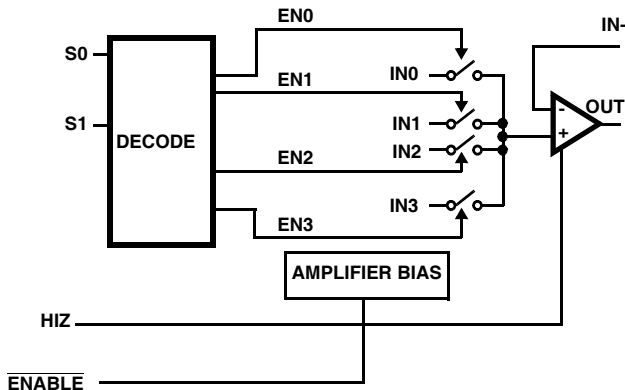 EN0
IN-
S0
IN0
EN1
OUT
-
S1
IN1
+
DECODE
IN2
EN2
IN3
EN3
AMPLIFIER BIAS
HIZ
ENABLE